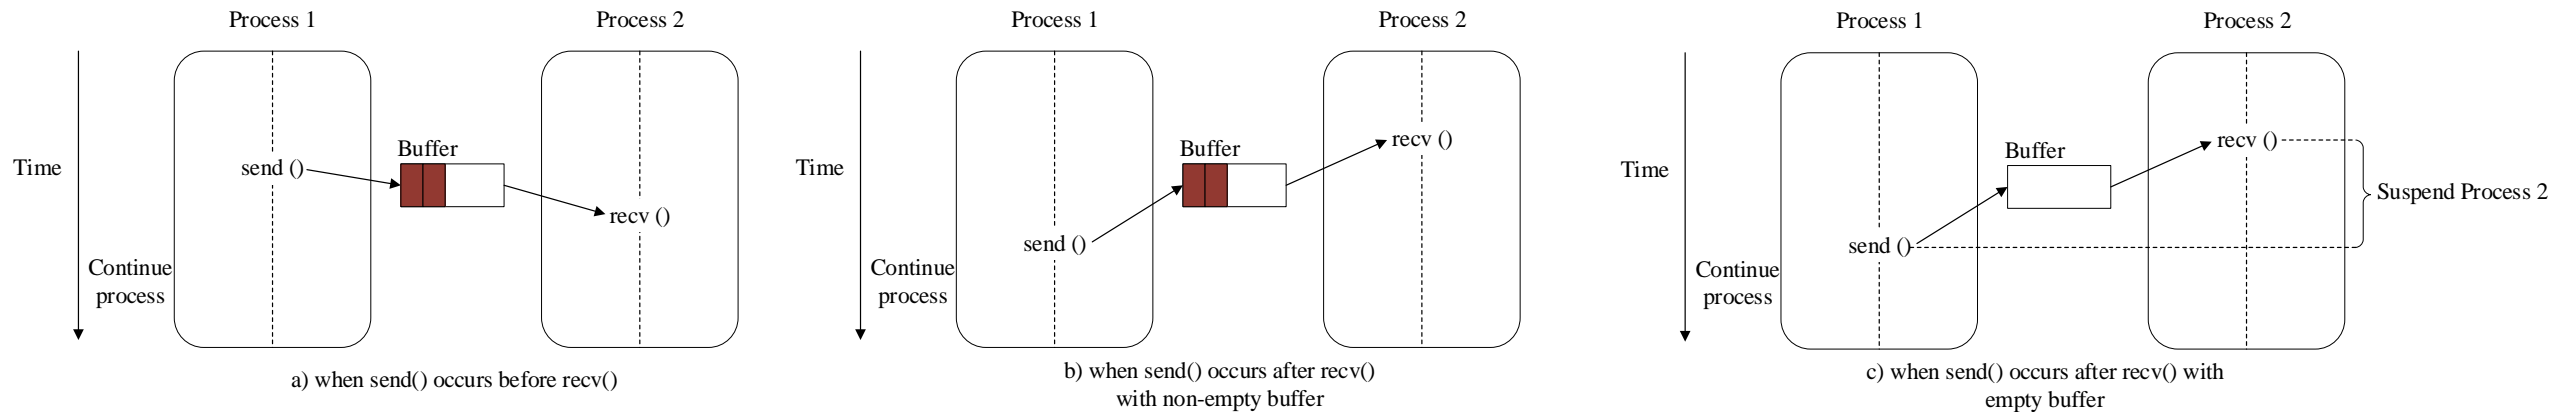 Process 1
Process 2
Time
Buffer
send ()
recv ()
Continue
process
a) when send() occurs before recv()
Process 1
Process 2
Time
Buffer
recv ()
send ()
Continue
process
b) when send() occurs after recv()
with non-empty buffer
Process 1
Process 2
Time
Buffer
recv ()
Suspend Process 2
send ()
Continue
process
c) when send() occurs after recv() with
empty buffer